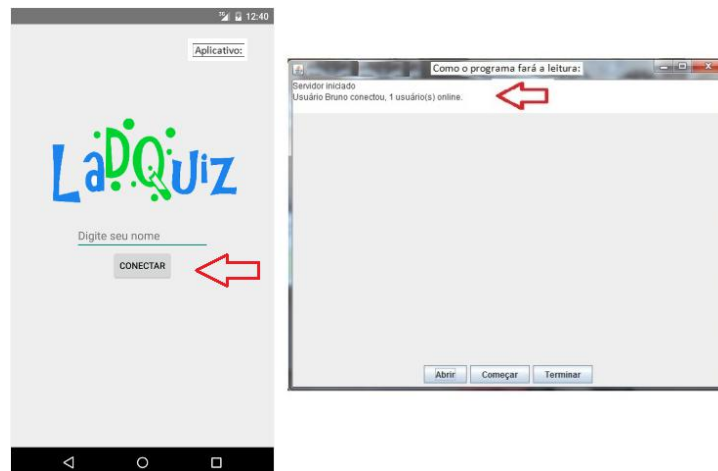 12:40
Aplicativo:
LaDQuiz
Digite seu nome
CONECTAR
Como o programa fará a leitura:
Servidor iniciado
Usuário Bruno conectou, 1 usuário(s) online.
Abrir Começar Terminar